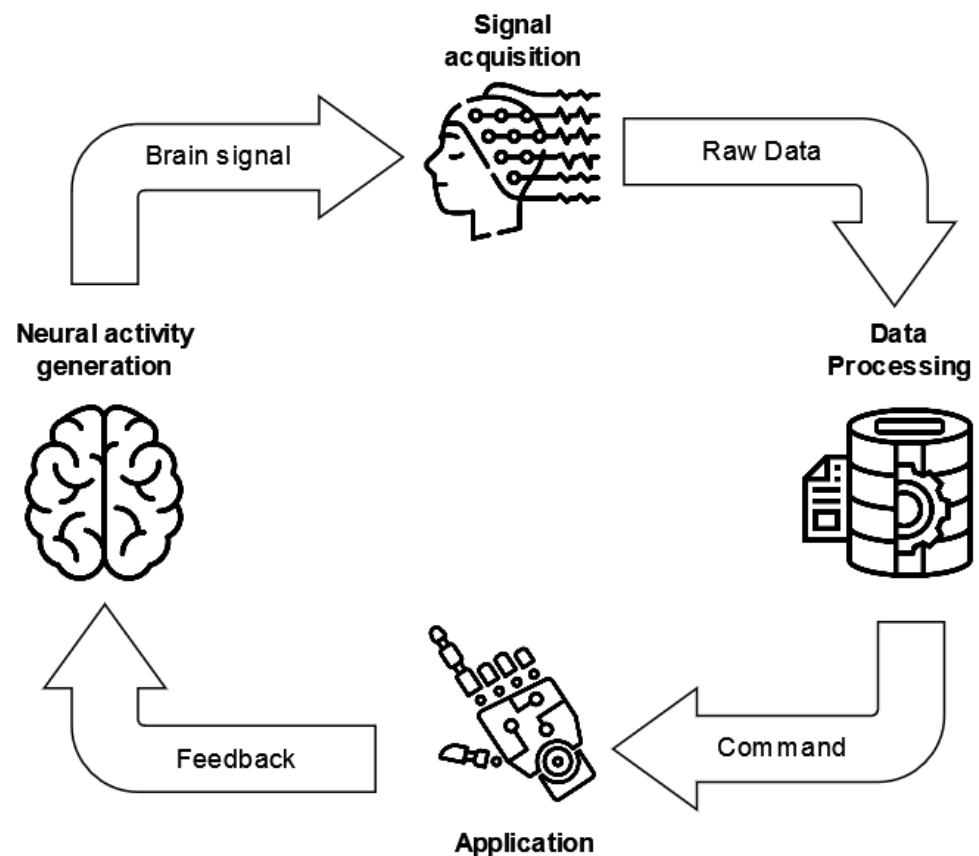 Signal
acquisition
Brain signal
Raw Data
Neural activity
generation
Data
Processing
Feedback
Command
Application